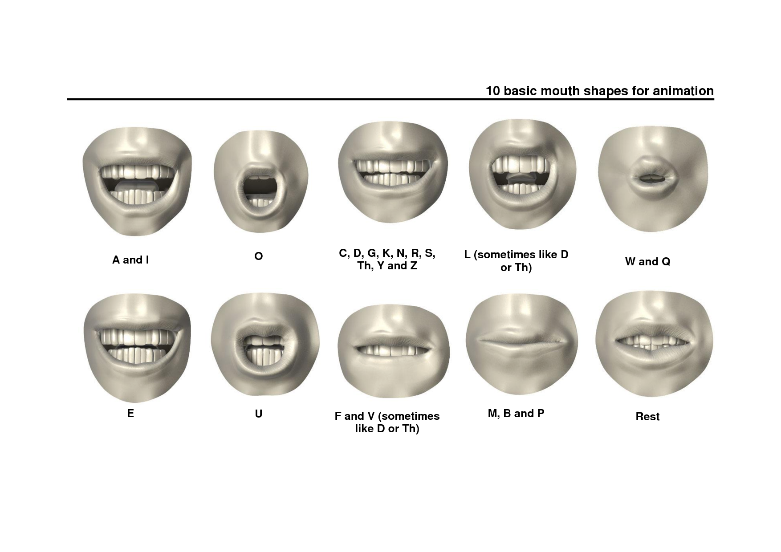 10 basic mouth shapes for animation
A and I
O
C, D, G, K, N, R, S,
Th, Y and Z
L (sometimes like D
or Th)
W and Q
E
U
F and V (sometimes
like D or Th)
M, B and P
Rest